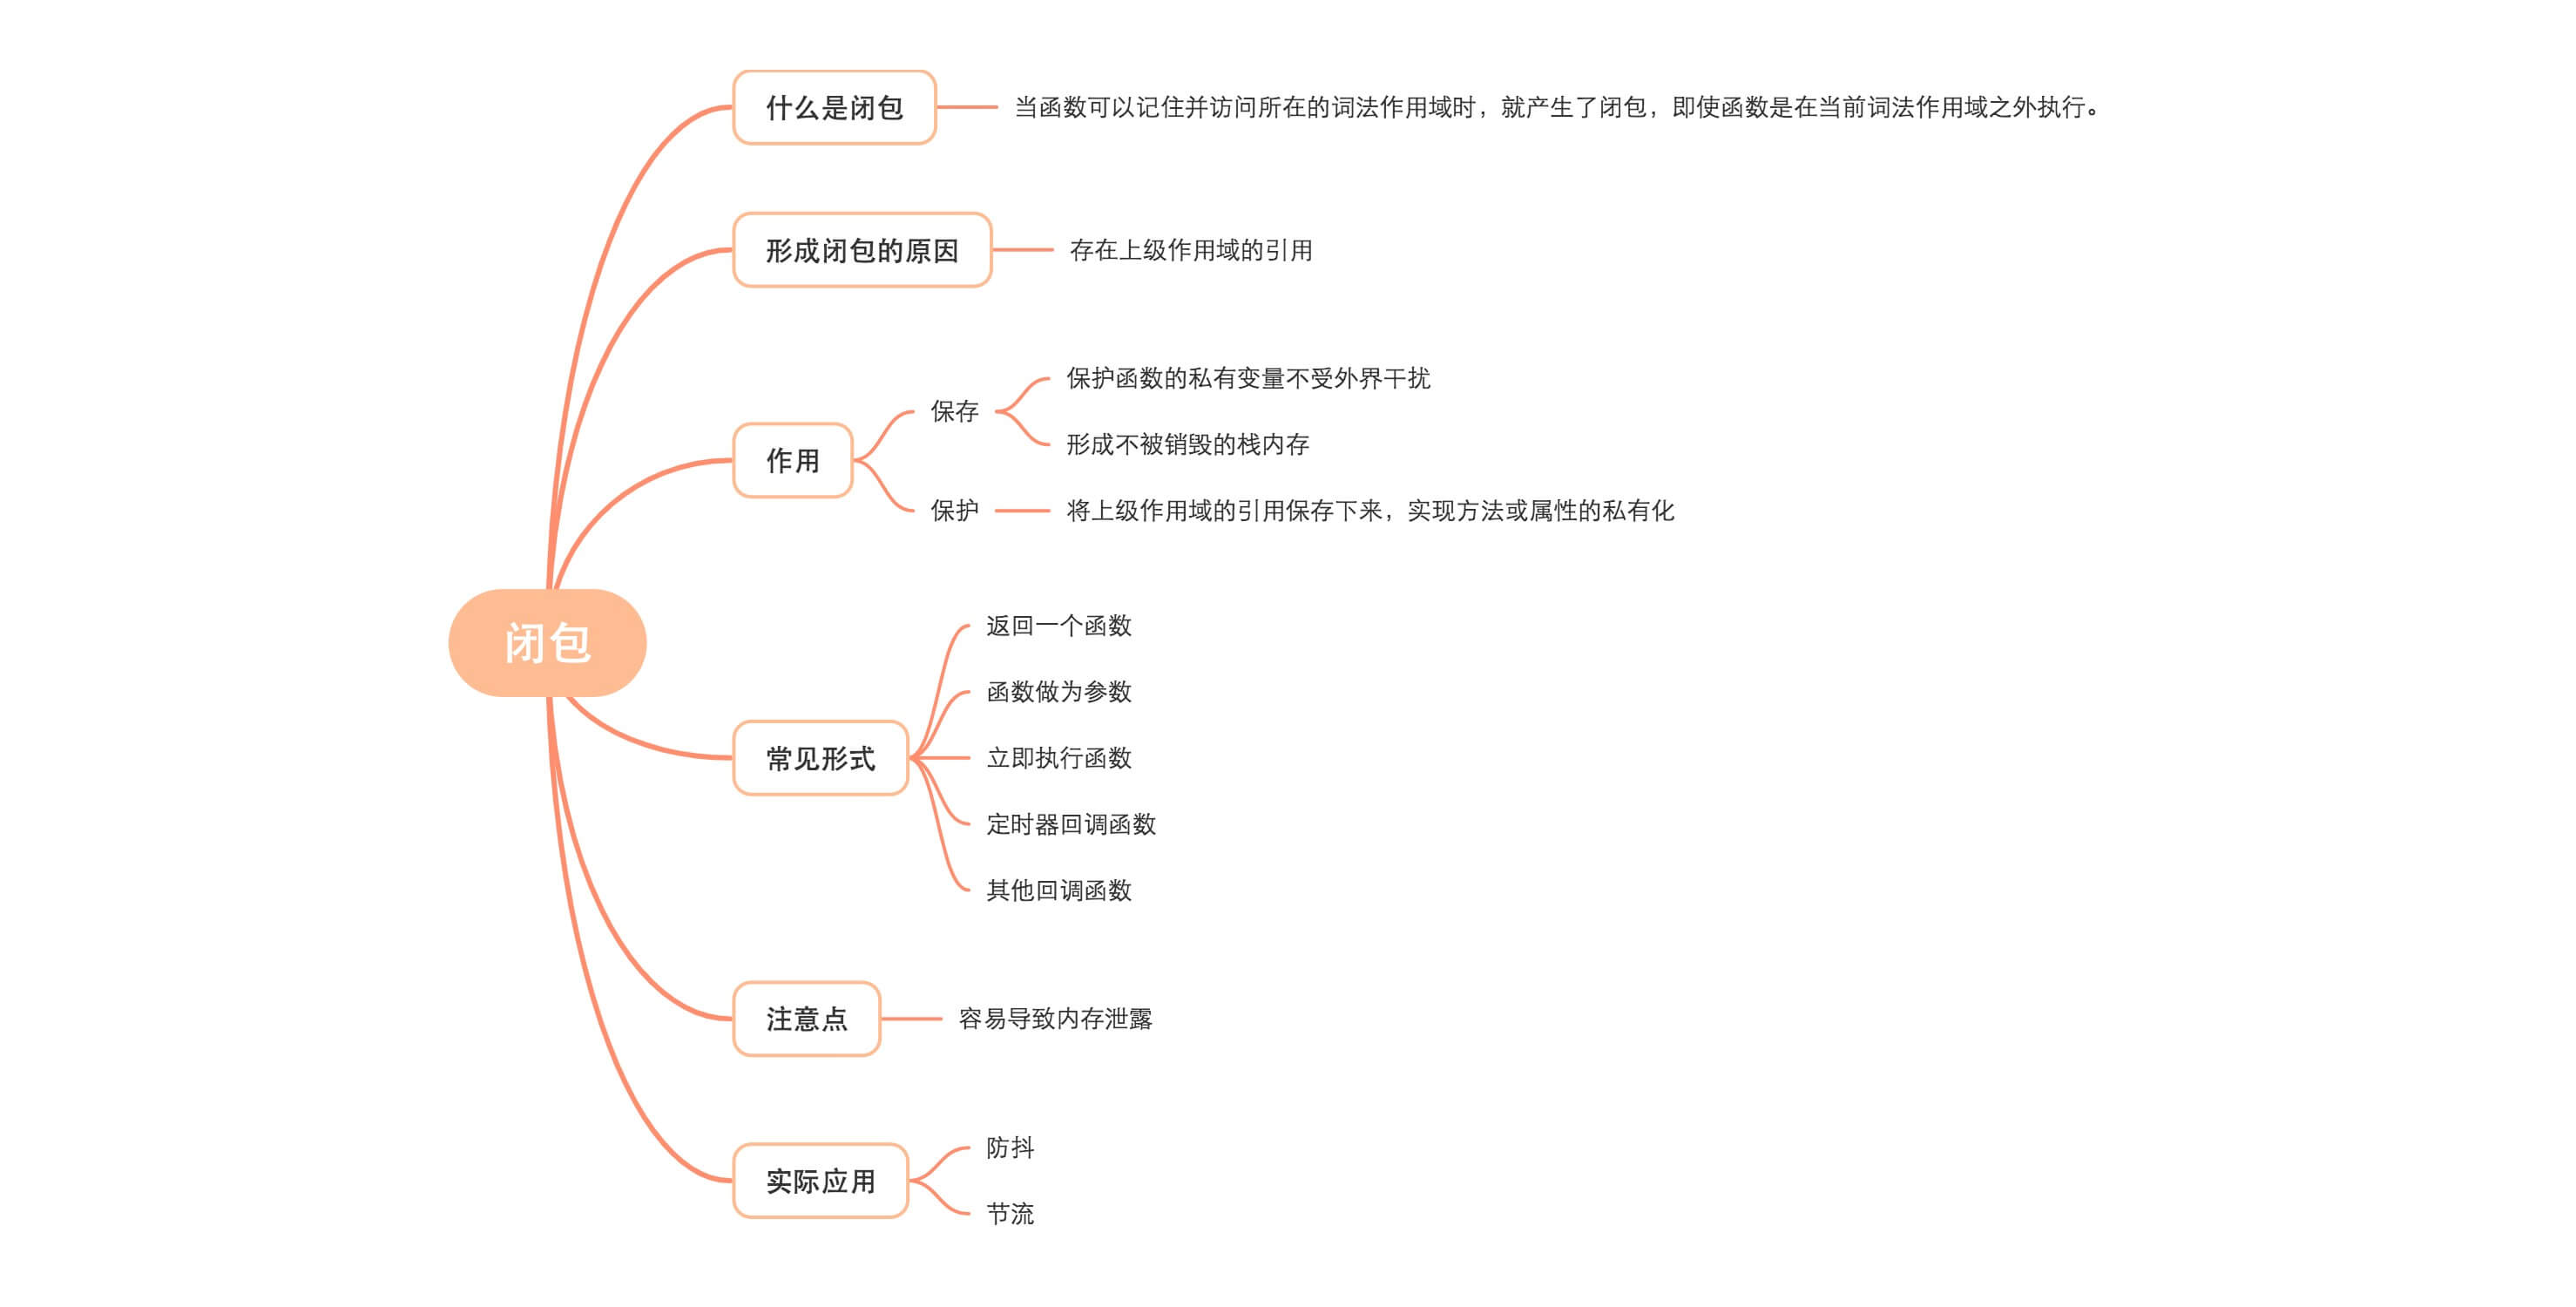 什么是闭包
当函数可以记住并访问所在的词法作用域时，就产生了闭包，即使函数是在当前词法作用域之外执行。
形成闭包的原因
存在上级作用域的引用
作用
保存
保护函数的私有变量不受外界干扰
形成不被销毁的栈内存
保护
将上级作用域的引用保存下来，实现方法或属性的私有化
闭包
常见形式
返回一个函数
函数做为参数
立即执行函数
定时器回调函数
其他回调函数
注意点
容易导致内存泄露
实际应用
防抖
节流